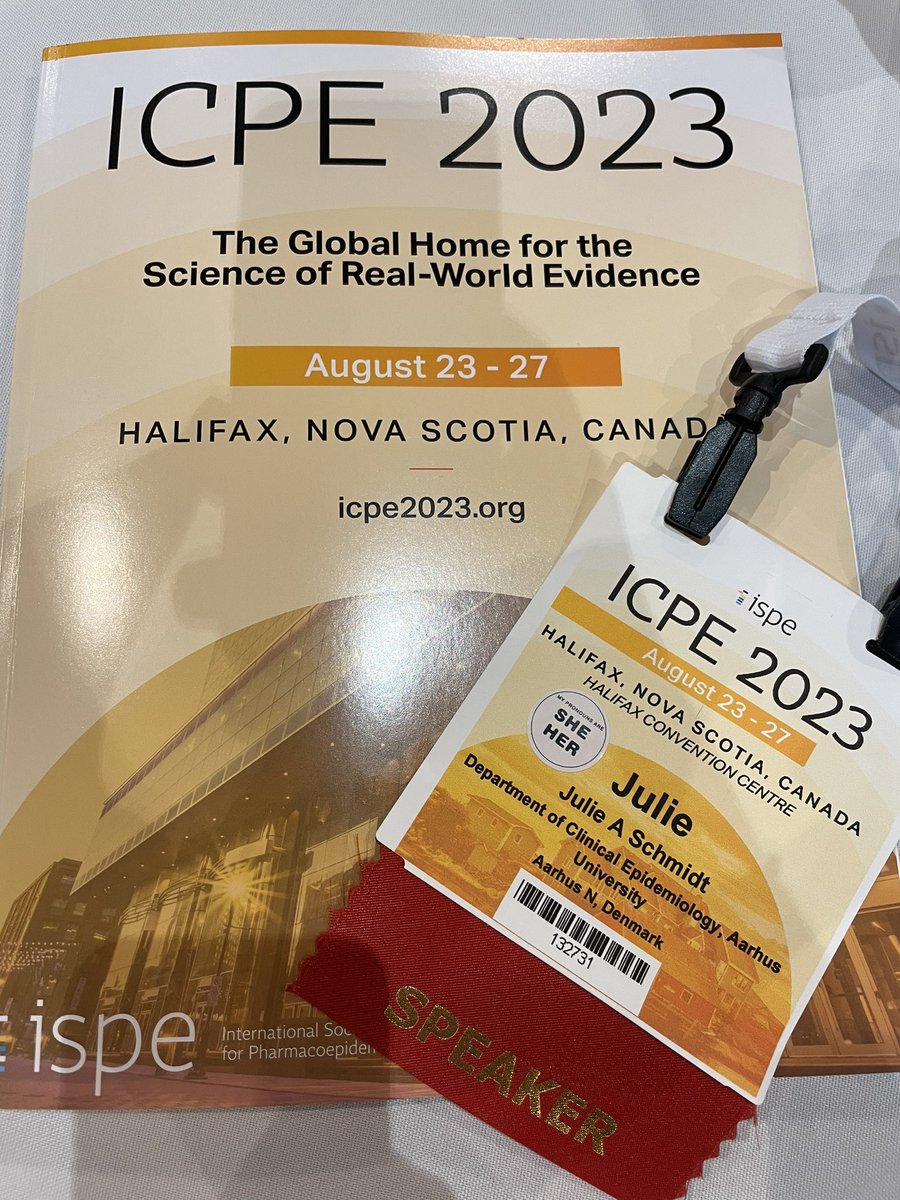 ICPE 2023
The Global Home for the
Science of Real-World Evidence
August 23 - 27
HALIFAX, NOVA SCOTIA, CANAD
icpe2023.org
ispe
International Soc
for Pharmacoepidem
ispe
ICPE 2023
August 23 - 27
HALIFAX, NOVA SCOTIA, CANADA
HALIFAX CONVENTION CENTRE
MY PRONOUNS ARE
SHE
HER
Julie
Julie A Schmidt
Department of Clinical Epidemiology, Aarhus
University
Aarhus N, Denmark
132731
SPEAKER